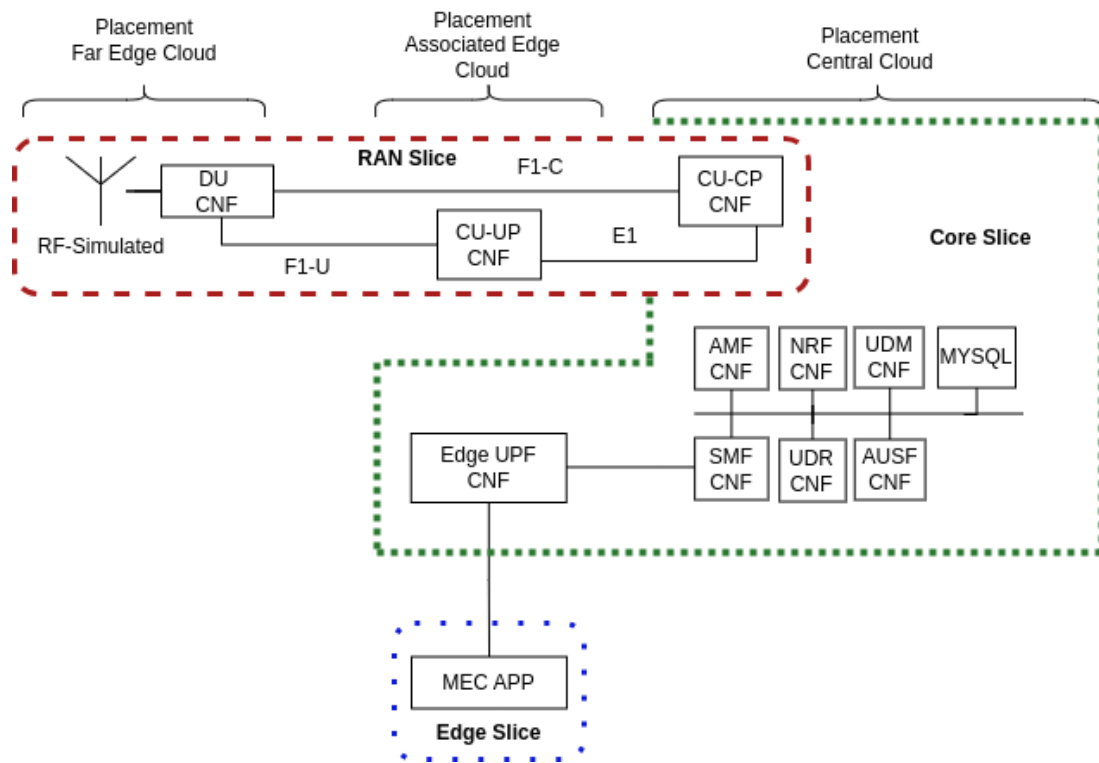 Placement
Far Edge Cloud
Placement
Associated Edge
Cloud
Placement
Central Cloud
RAN Slice
F1-C
DU
CNF
CU-CP
CNF
RF-Simulated
CU-UP
CNF
E1
F1-U
Core Slice
AMF
CNF
NRF
CNF
UDM
CNF
MYSQL
Edge UPF
CNF
SMF
CNF
UDR
CNF
AUSF
CNF
MEC APP
Edge Slice